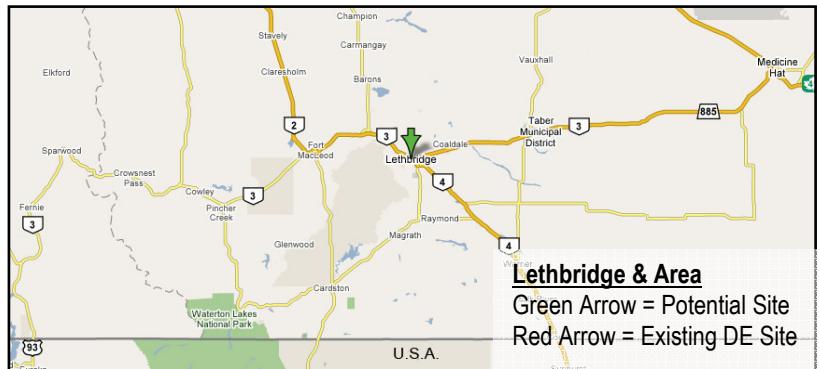 Champion
Stavely
Carmangay
Vauxhall
Medicine
Hat
Elkford
Claresholm
Barons
4
885
2
3
Taber
Municipal
District
3
Fort
MacLeod
Coaldale
Lethbridge
Sparwood
Crowsnest
Pass
4
Cowley
3
Pincher
Creek
Fernie
3
Raymond
Magrath
Glenwood
4
Warner
Cardston
Waterton Lakes
National Park
93
U.S.A.
Lethbridge & Area
Green Arrow = Potential Site
Red Arrow = Existing DE Site